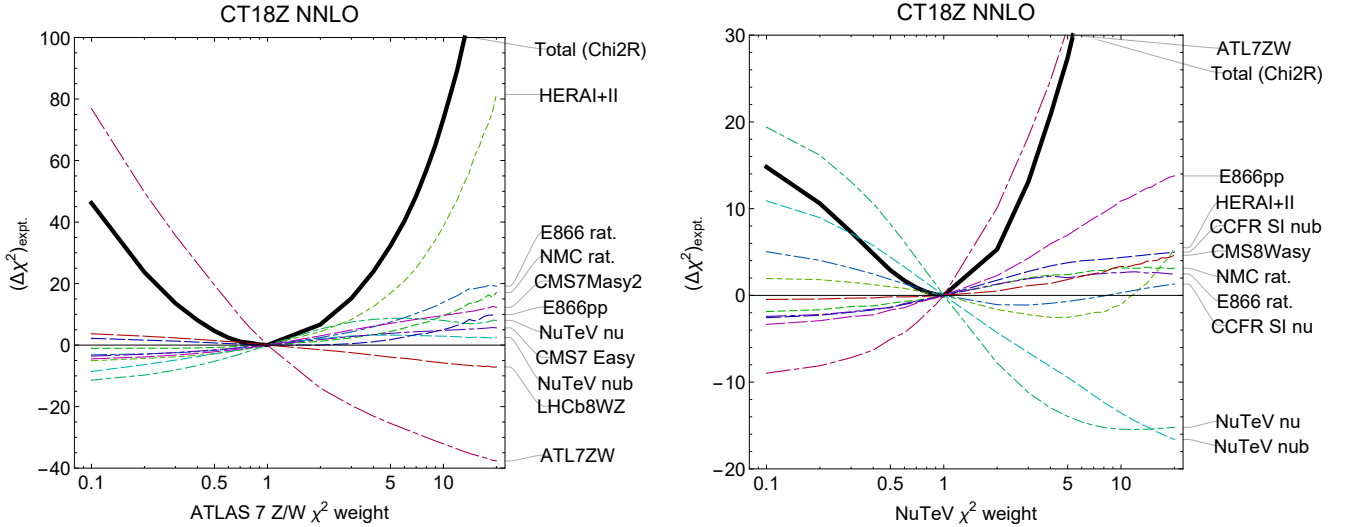 CT18Z NNLO
100
80
60
40
20
0
−20
−40
(Δχ²)expt.
0.1
0.5
1
5
10
ATLAS 7 Z/W χ² weight
Total (Chi2R)
HERAI+II
E866 rat.
NMC rat.
CMS7Masy2
E866pp
NuTeV nu
CMS7 Easy
NuTeV nub
LHCb8WZ
ATL7ZW
CT18Z NNLO
30
20
10
0
−10
−20
(Δχ²)expt.
0.1
0.5
1
5
10
NuTeV χ² weight
ATL7ZW
Total (Chi2R)
E866pp
HERAI+II
CCFR SI nub
CMS8Wasy
NMC rat.
E866 rat.
CCFR SI nu
NuTeV nu
NuTeV nub